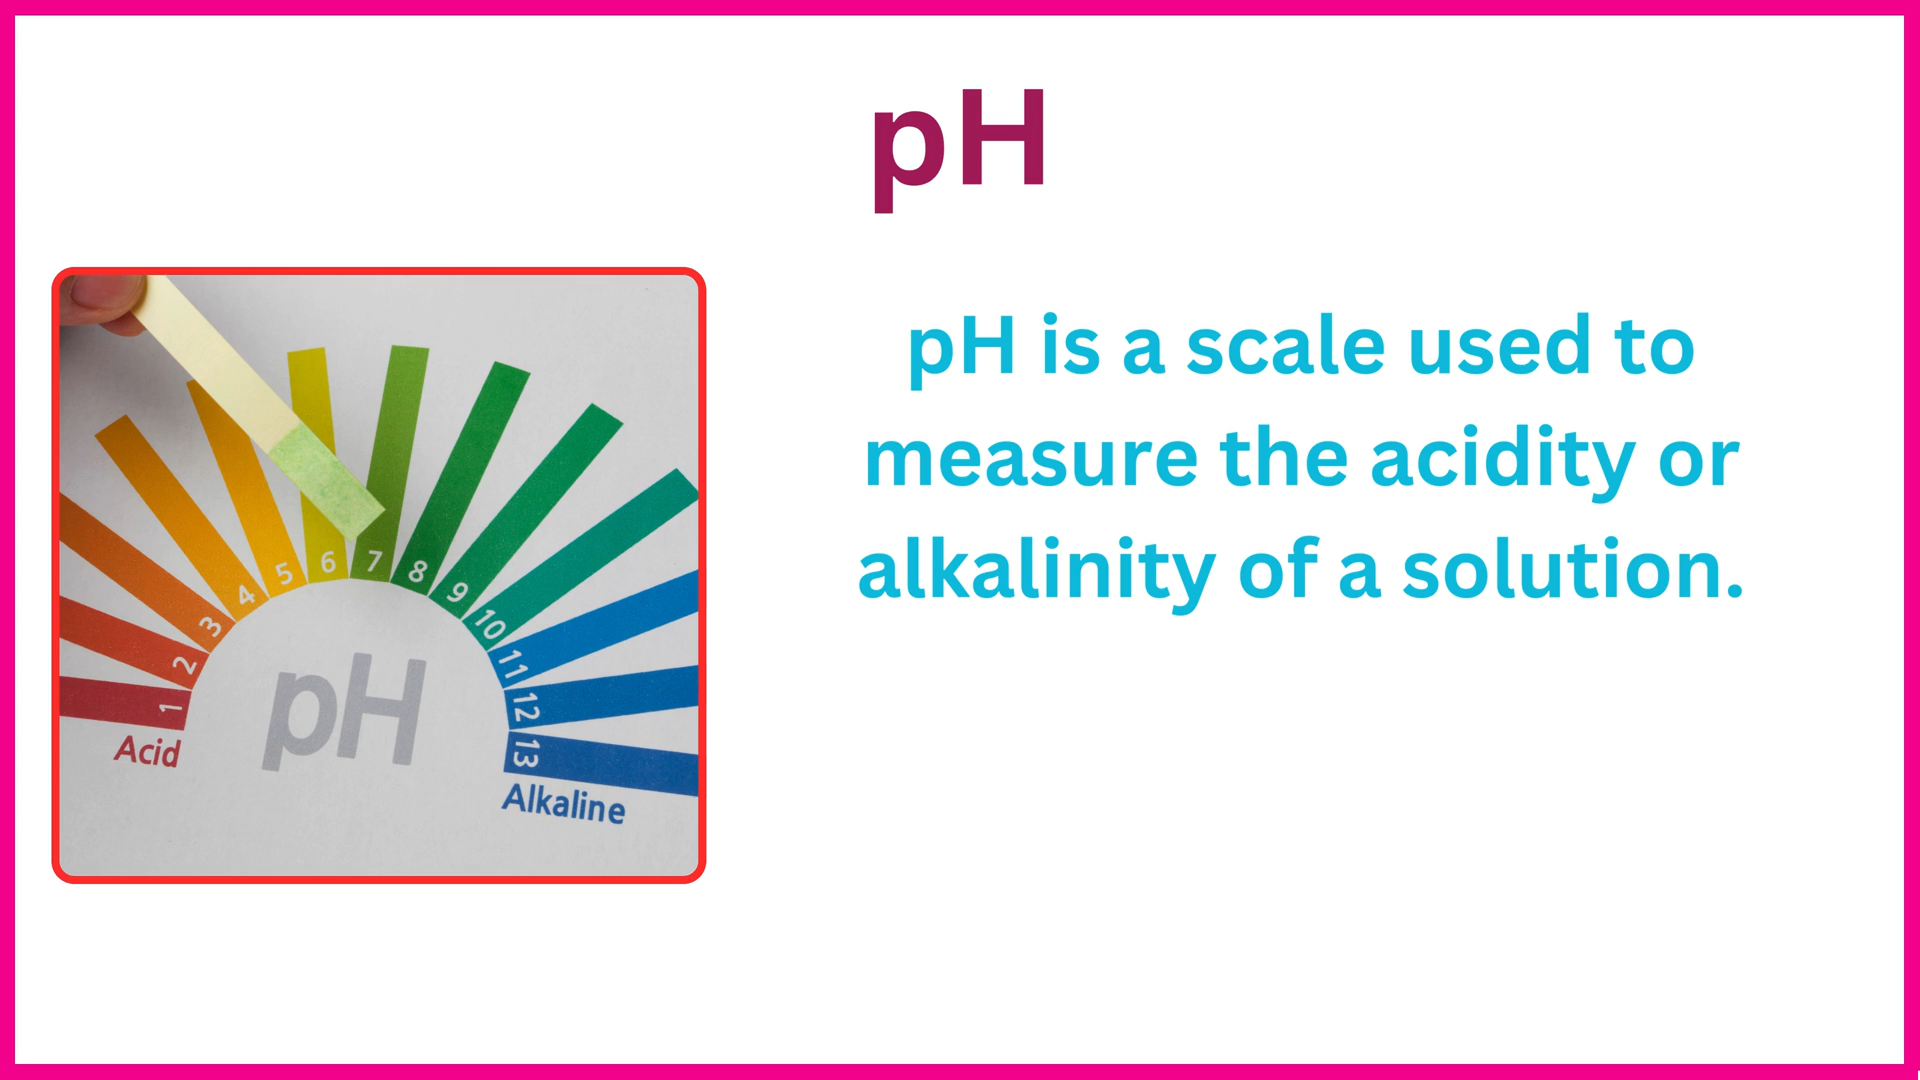 pH
pH is a scale used to
measure the acidity or
alkalinity of a solution.
1
2
3
4
5
6
7
8
9
10
11
12
13
pH
Acid
Alkaline